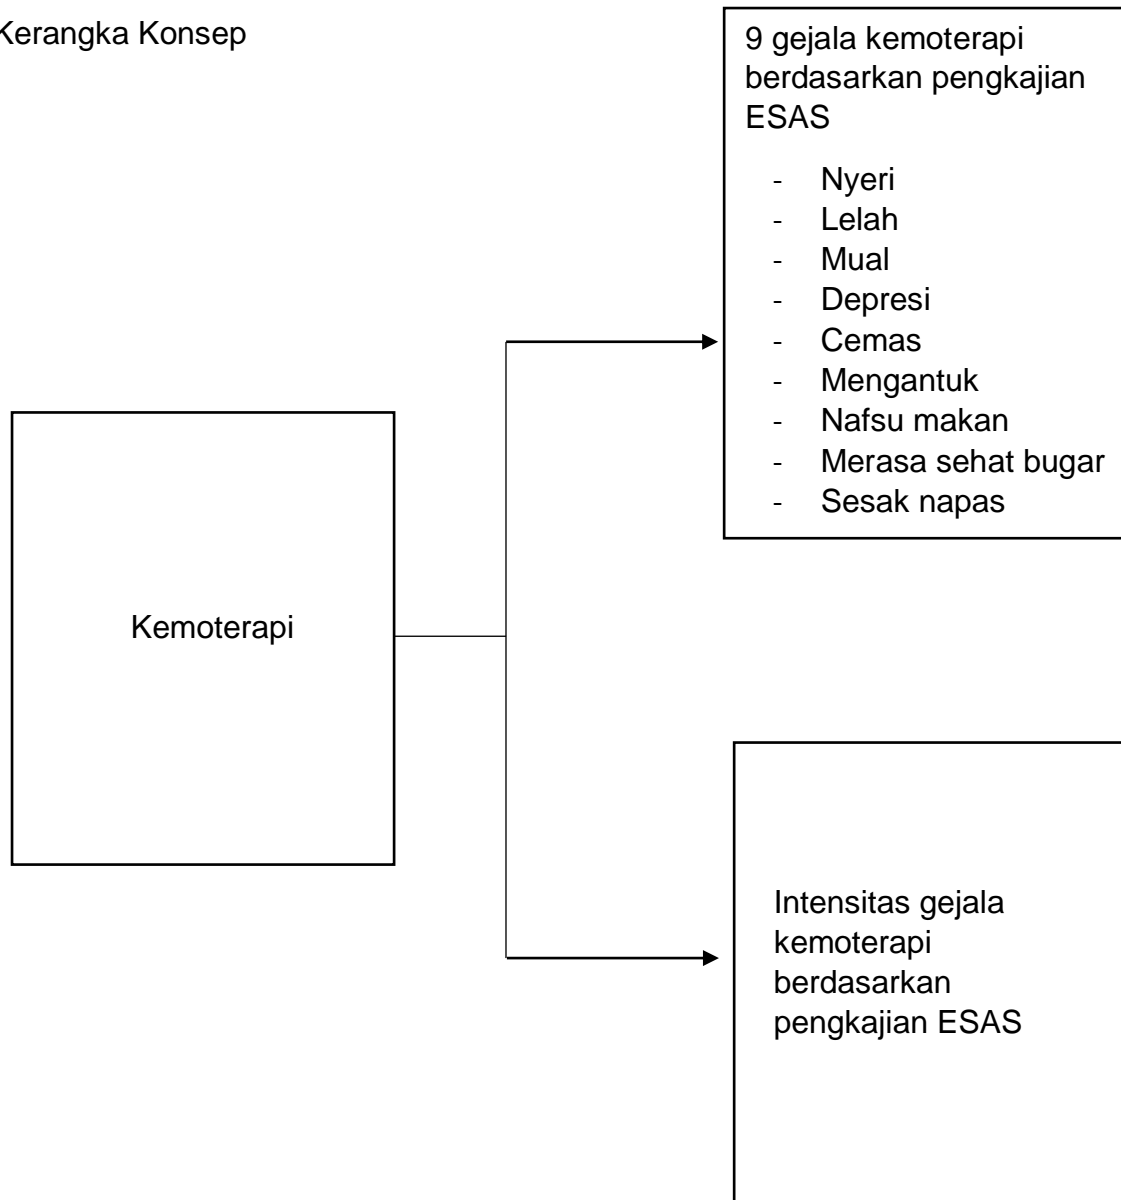 Kerangka Konsep
9 gejala kemoterapi
berdasarkan pengkajian
ESAS
- Nyeri
- Lelah
- Mual
- Depresi
- Cemas
- Mengantuk
- Nafsu makan
- Merasa sehat bugar
- Sesak napas
Kemoterapi
Intensitas gejala
kemoterapi
berdasarkan
pengkajian ESAS